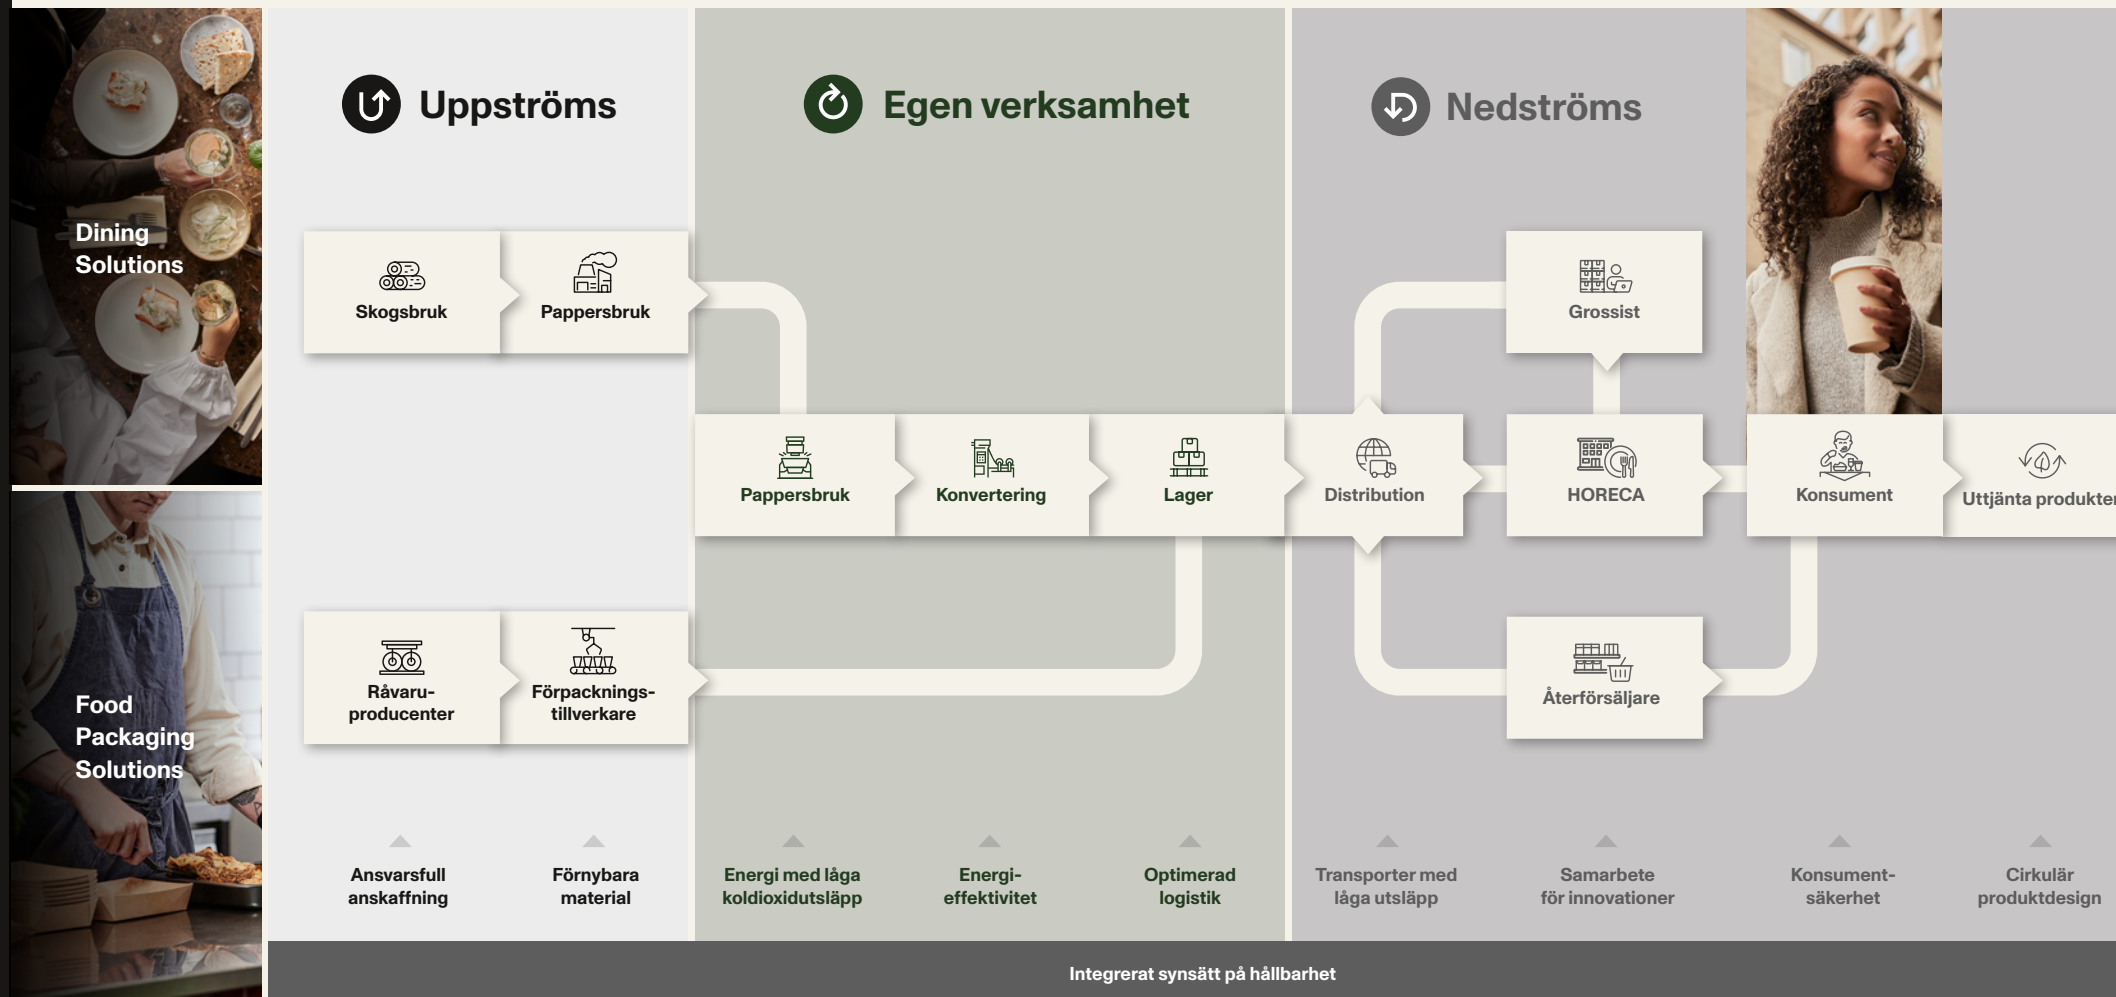 Uppströms
Egen verksamhet
Nedströms
Dining
Solutions
Skogsbruk
Pappersbruk
Grossist
Pappersbruk
Konvertering
Lager
Distribution
HORECA
Konsument
Uttjänta produkter
Food
Packaging
Solutions
Råvaru-
producenter
Förpacknings-
tillverkare
Återförsäljare
Ansvarsfull
anskaffning
Förnybara
material
Energi med låga
koldioxidutsläpp
Energi-
effektivitet
Optimerad
logistik
Transporter med
låga utsläpp
Samarbete
för innovationer
Konsument-
säkerhet
Cirkulär
produktdesign
Integrerat synsätt på hållbarhet